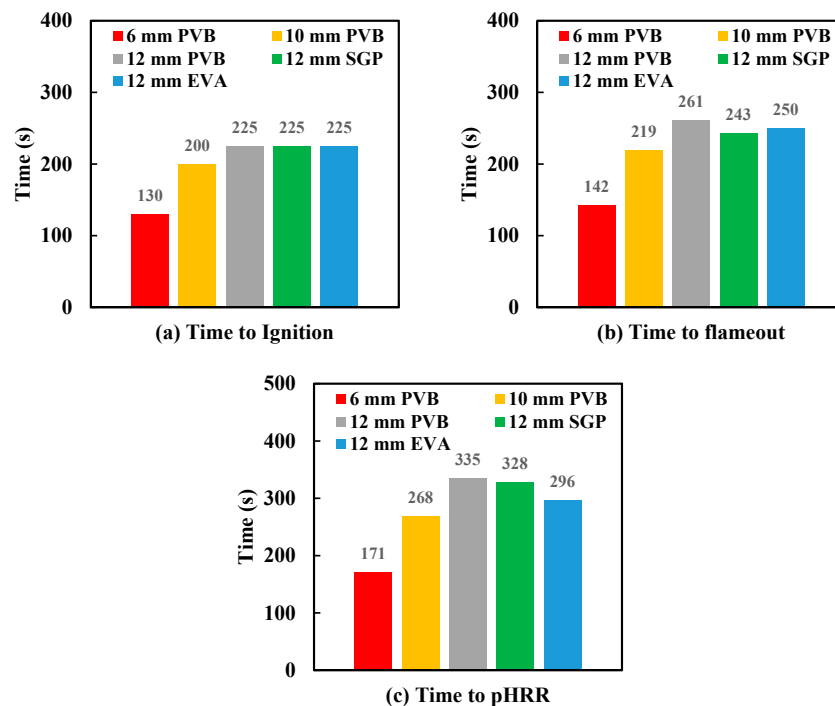 400
300
200
100
0
Time (s)
6 mm PVB
10 mm PVB
12 mm PVB
12 mm SGP
12 mm EVA
130
200
225
225
225
(a) Time to Ignition
400
300
200
100
0
Time (s)
6 mm PVB
10 mm PVB
12 mm PVB
12 mm SGP
12 mm EVA
142
219
261
243
250
(b) Time to flameout
500
400
300
200
100
0
Time (s)
6 mm PVB
10 mm PVB
12 mm PVB
12 mm SGP
12 mm EVA
171
268
335
328
296
(c) Time to pHRR